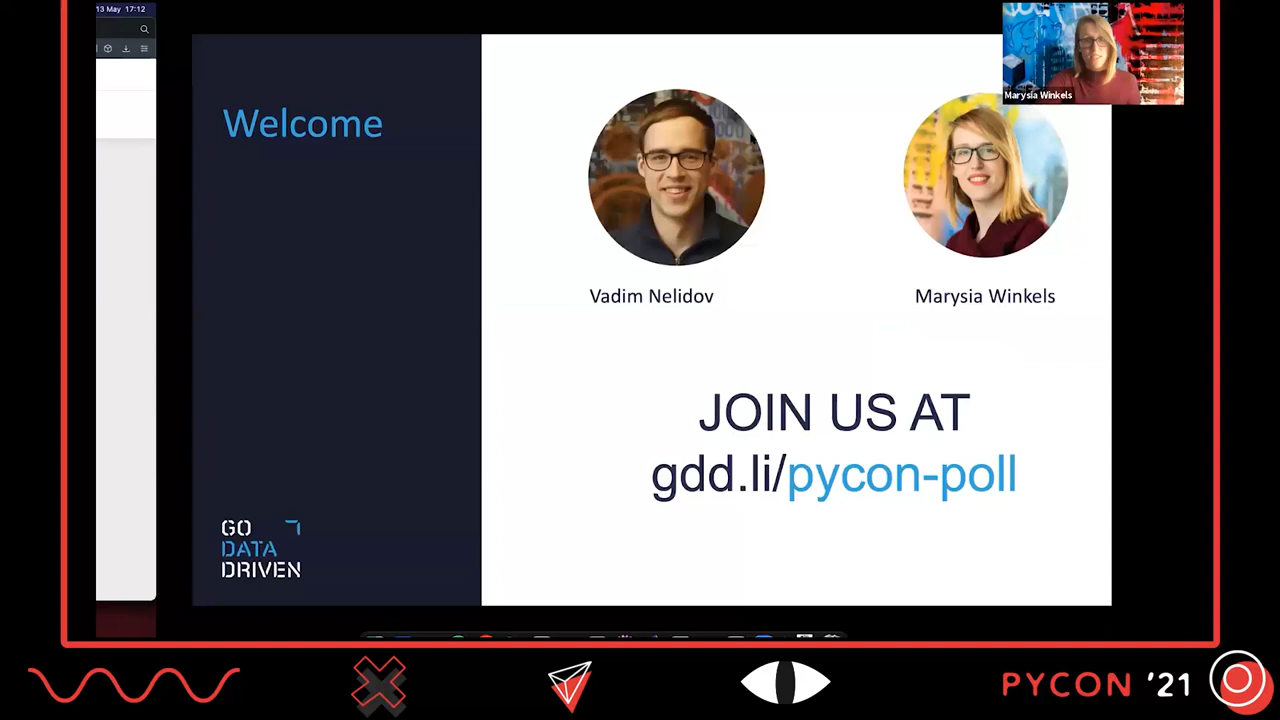 13 May 17:12
Marysia Winkels
Welcome
Vadim Nelidov
Marysia Winkels
JOIN US AT
gdd.li/pycon-poll
GO
DATA
DRIVEN
PYCON '21